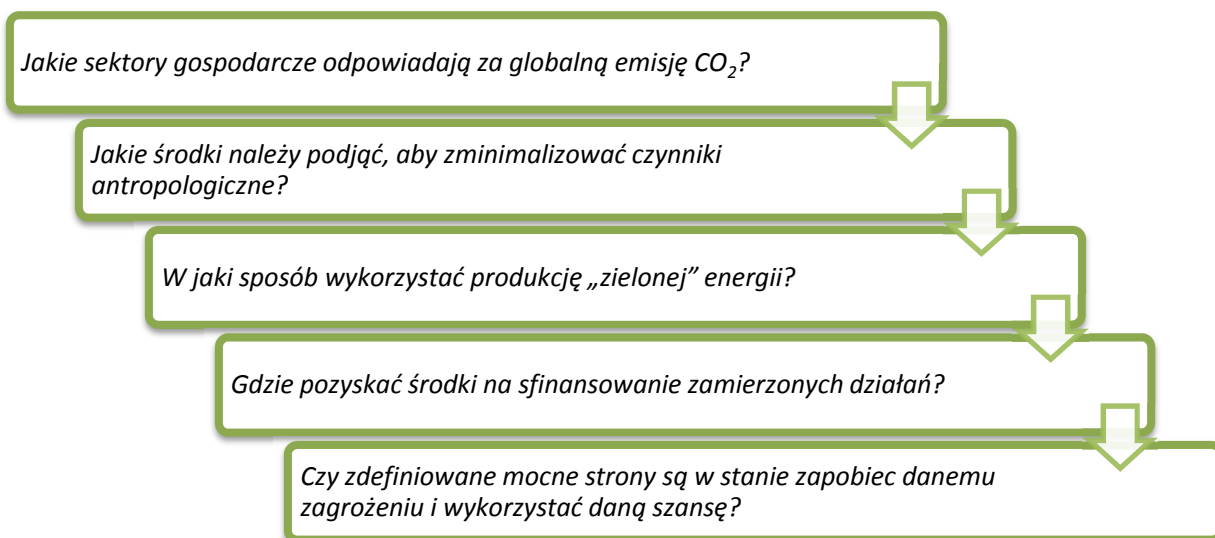 Jakie sektory gospodarcze odpowiadają za globalną emisję CO₂?
Jakie środki należy podjąć, aby zminimalizować czynniki
antropologiczne?
W jaki sposób wykorzystać produkcję „zielonej” energii?
Gdzie pozyskać środki na sfinansowanie zamierzonych działań?
Czy zdefiniowane mocne strony są w stanie zapobiec danemu
zagrożeniu i wykorzystać daną szansę?